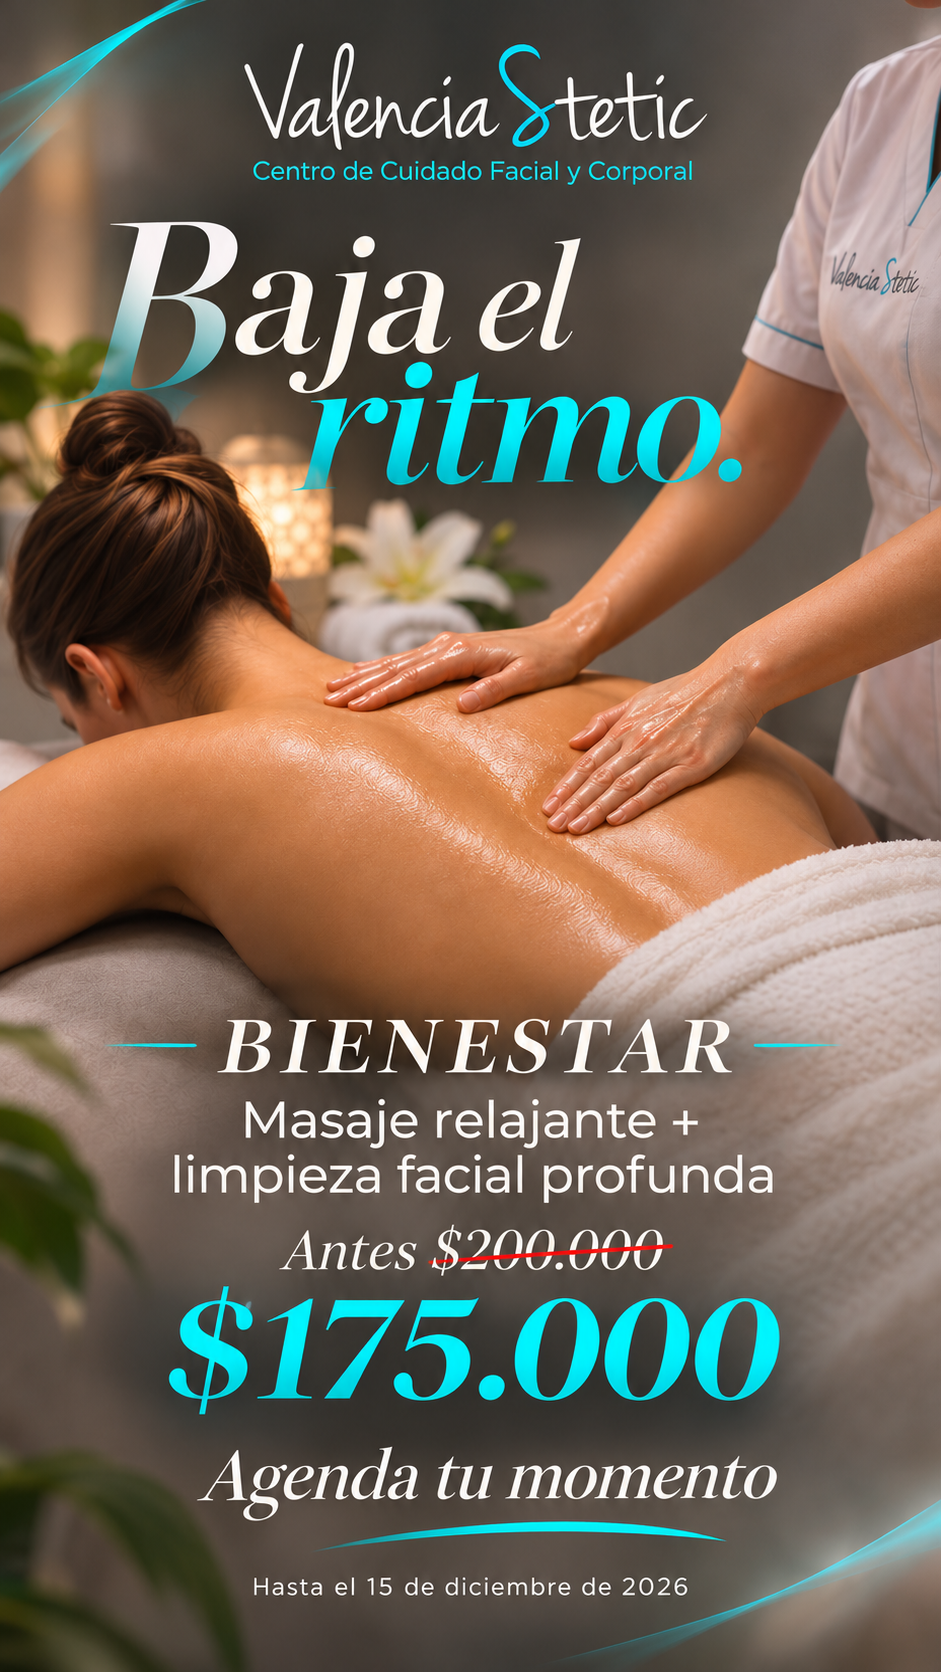 Valencia Stetic
Centro de Cuidado Facial y Corporal
Valencia Stetic
Baja el
ritmo.
BIENESTAR
Masaje relajante +
limpieza facial profunda
Antes $200.000
$175.000
Agenda tu momento
Hasta el 15 de diciembre de 2026